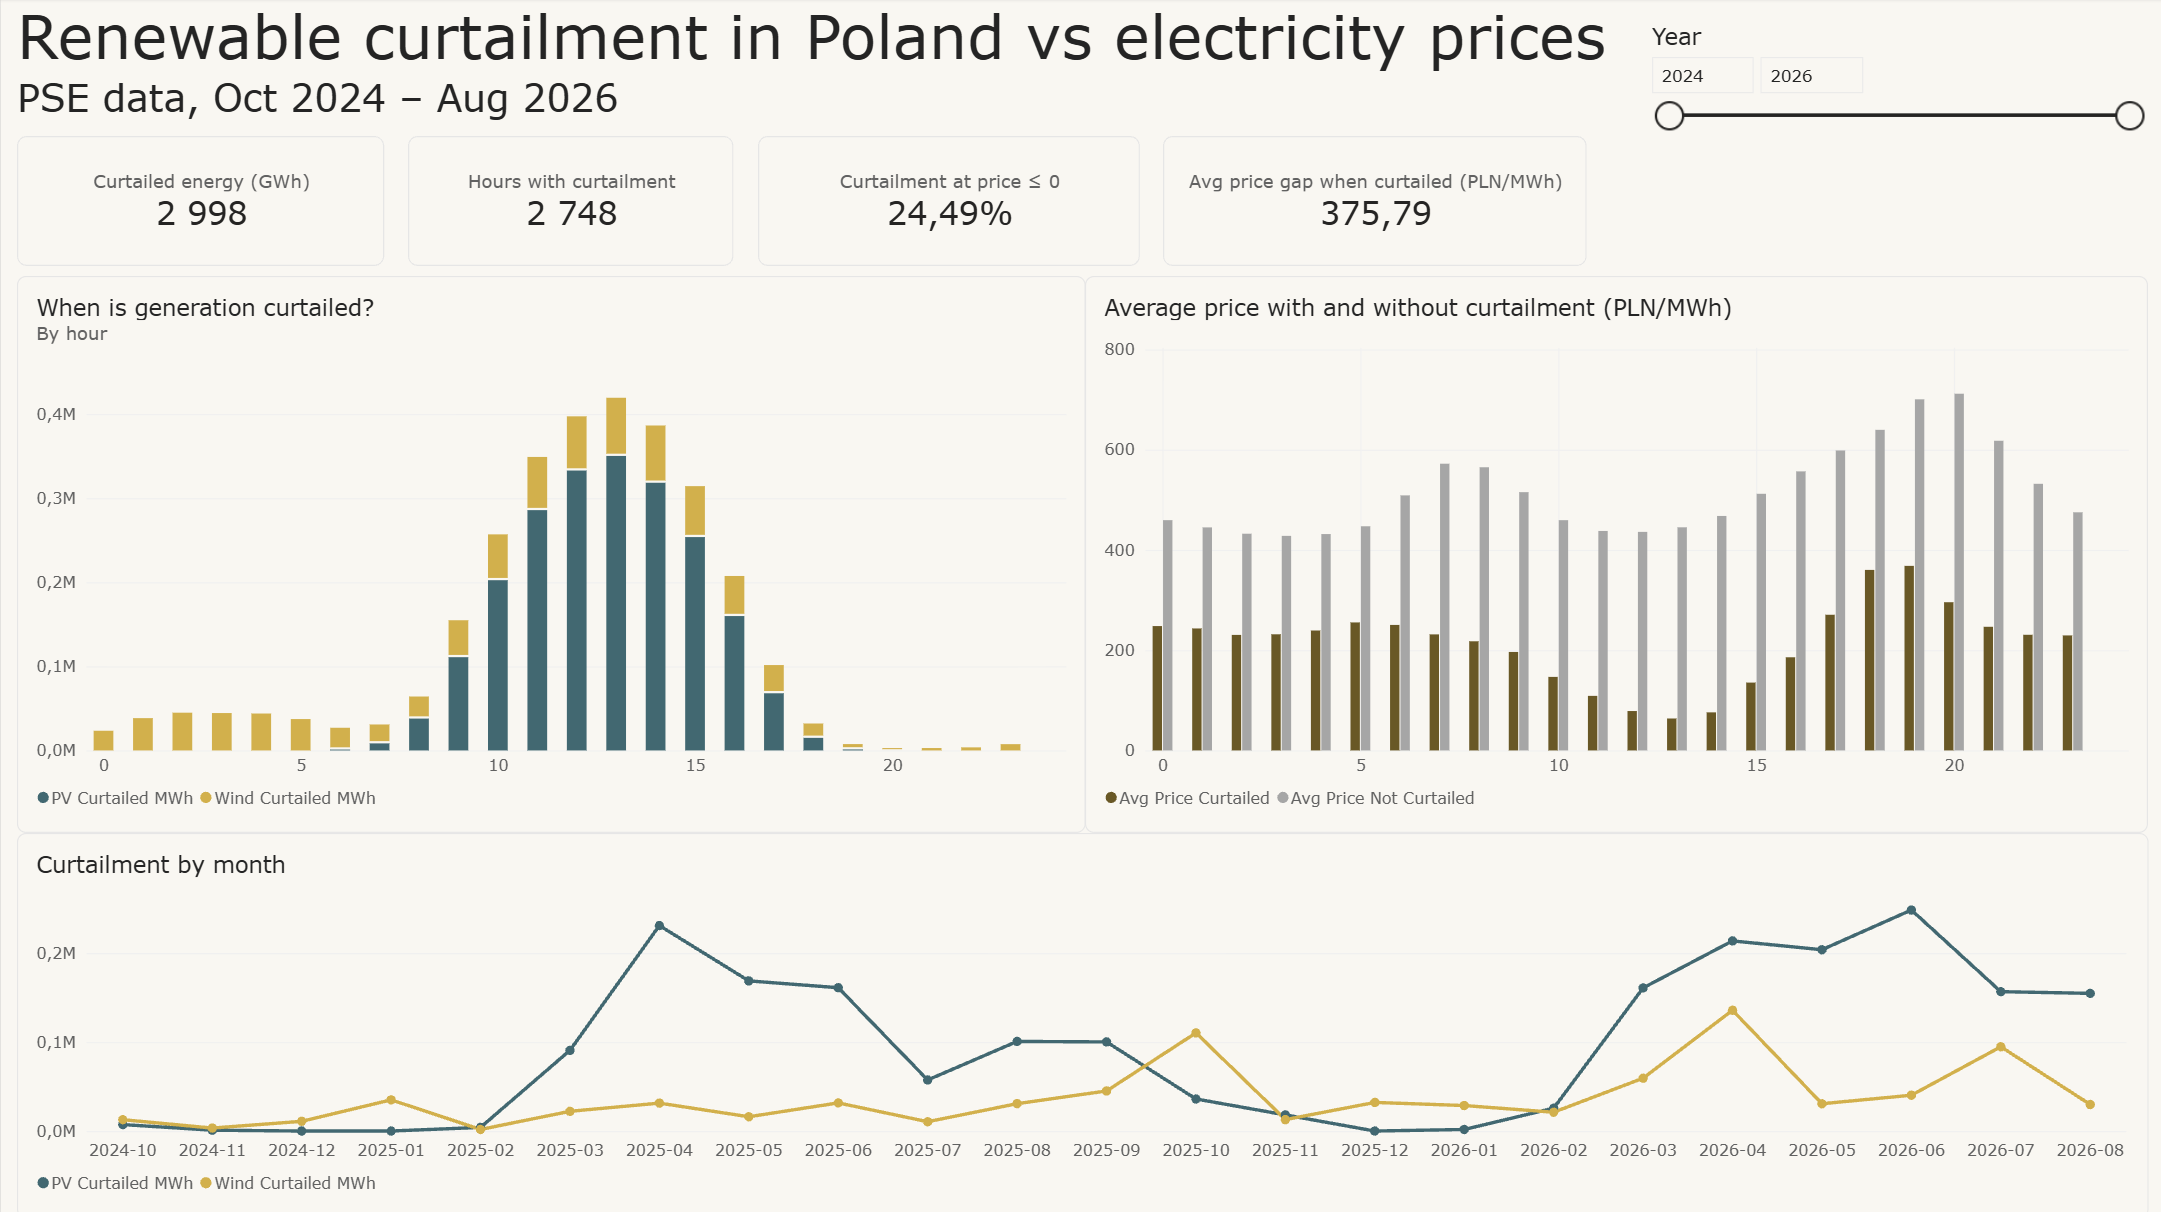 Renewable curtailment in Poland vs electricity prices
PSE data, Oct 2024 – Aug 2026
Year
2024 2026
Curtailed energy (GWh)
2 998
Hours with curtailment
2 748
Curtailment at price ≤ 0
24,49%
Avg price gap when curtailed (PLN/MWh)
375,79
When is generation curtailed?
By hour
0,4M
0,3M
0,2M
0,1M
0,0M
0 5 10 15 20
PV Curtailed MWh Wind Curtailed MWh
Average price with and without curtailment (PLN/MWh)
800
600
400
200
0
0 5 10 15 20
Avg Price Curtailed Avg Price Not Curtailed
Curtailment by month
0,2M
0,1M
0,0M
2024-10 2024-11 2024-12 2025-01 2025-02 2025-03 2025-04 2025-05 2025-06 2025-07 2025-08 2025-09 2025-10 2025-11 2025-12 2026-01 2026-02 2026-03 2026-04 2026-05 2026-06 2026-07 2026-08
PV Curtailed MWh Wind Curtailed MWh